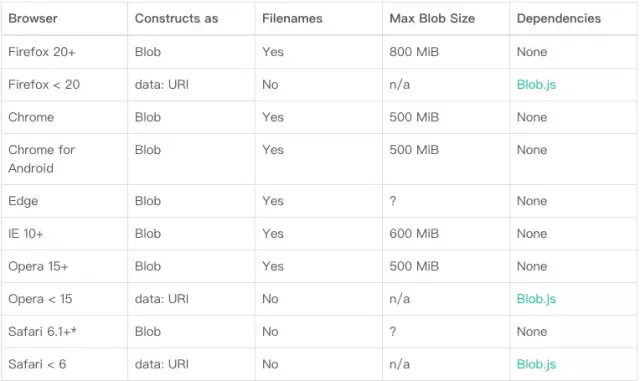 Browser Constructs as Filenames Max Blob Size Dependencies
Firefox 20+ Blob Yes 800 MiB None
Firefox < 20 data: URI No n/a Blob.js
Chrome Blob Yes 500 MiB None
Chrome for Blob Yes 500 MiB None
Android
Edge Blob Yes ? None
IE 10+ Blob Yes 600 MiB None
Opera 15+ Blob Yes 500 MiB None
Opera < 15 data: URI No n/a Blob.js
Safari 6.1+* Blob No ? None
Safari < 6 data: URI No n/a Blob.js